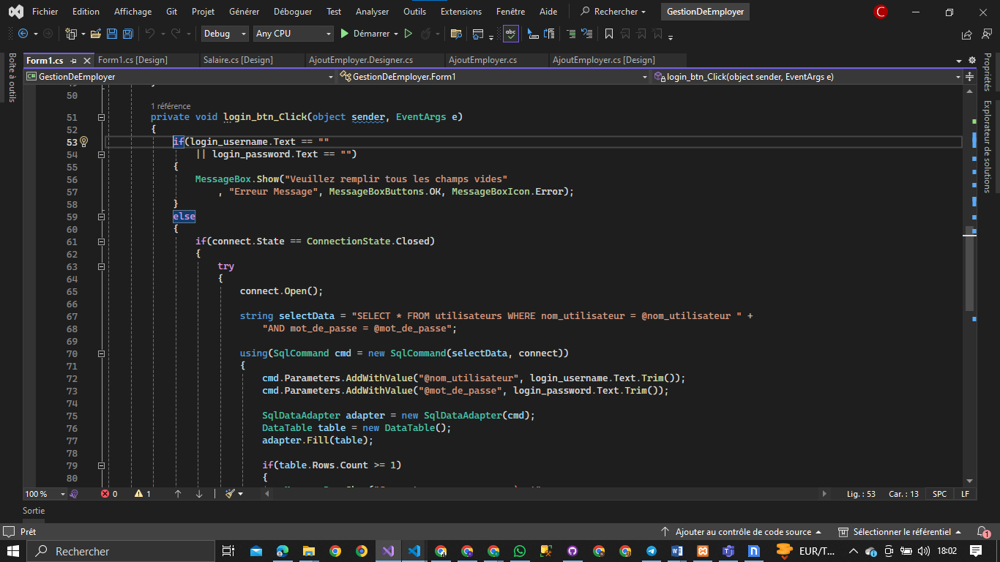 Fichier Edition Affichage Git Projet Générer Déboguer Test Analyser Outils Extensions Fenêtre Aide Rechercher GestionDeEmployer C
Debug Any CPU Démarrer abc
Form1.cs Form1.cs [Design] Salaire.cs [Design] AjoutEmployer.Designer.cs AjoutEmployer.cs AjoutEmployer.cs [Design]
Boîte à outils
Propriétés
Explorateur de solutions
C# GestionDeEmployer GestionDeEmployer.Form1 login_btn_Click(object sender, EventArgs e)
50
1 référence
51 private void login_btn_Click(object sender, EventArgs e)
52 {
53 if(login_username.Text == ""
54 || login_password.Text == "")
55 {
56 MessageBox.Show("Veuillez remplir tous les champs vides"
57 , "Erreur Message", MessageBoxButtons.OK, MessageBoxIcon.Error);
58 }
59 else
60 {
61 if(connect.State == ConnectionState.Closed)
62 {
63 try
64 {
65 connect.Open();
66
67 string selectData = "SELECT * FROM utilisateurs WHERE nom_utilisateur = @nom_utilisateur " +
68 "AND mot_de_passe = @mot_de_passe";
69
70 using(SqlCommand cmd = new SqlCommand(selectData, connect))
71 {
72 cmd.Parameters.AddWithValue("@nom_utilisateur", login_username.Text.Trim());
73 cmd.Parameters.AddWithValue("@mot_de_passe", login_password.Text.Trim());
74
75 SqlDataAdapter adapter = new SqlDataAdapter(cmd);
76 DataTable table = new DataTable();
77 adapter.Fill(table);
78
79 if(table.Rows.Count >= 1)
80 {
100 % 0 1 Lig. : 53 Car. : 13 SPC LF
Sortie
Prêt Ajouter au contrôle de code source Sélectionner le référentiel 1
Rechercher EUR/T... 18:02